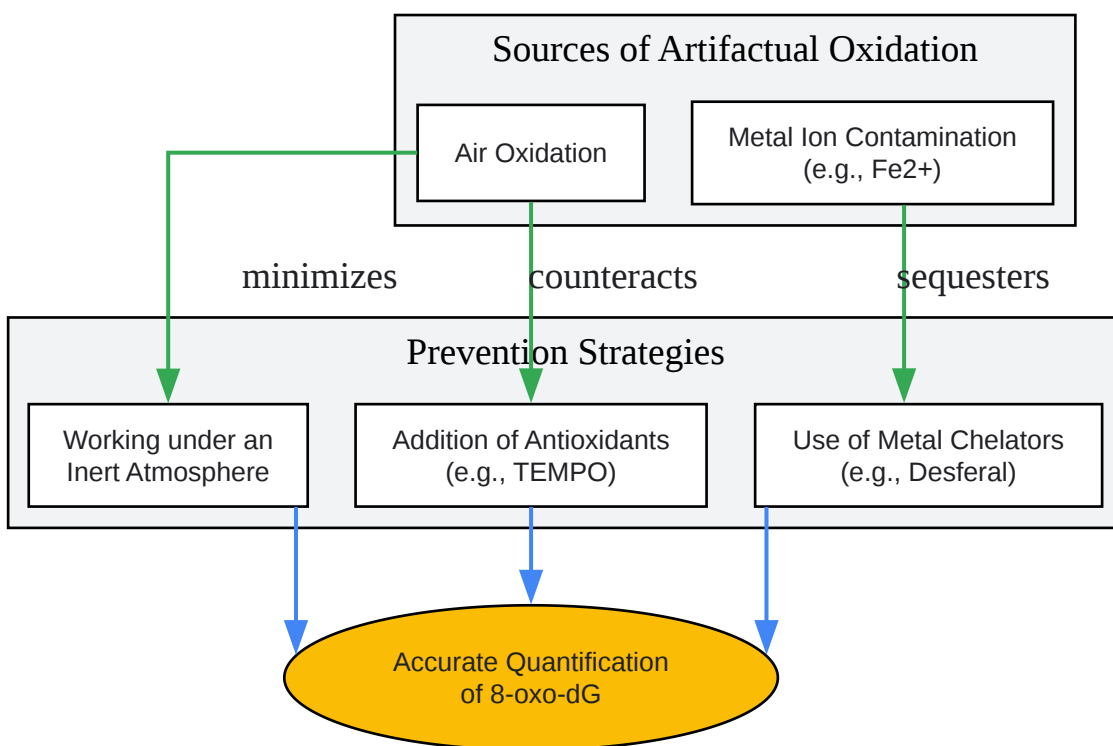 Sources of Artifactual Oxidation
Air Oxidation
Metal Ion Contamination
(e.g., Fe2+)
minimizes
counteracts
sequesters
Prevention Strategies
Working under an
Inert Atmosphere
Addition of Antioxidants
(e.g., TEMPO)
Use of Metal Chelators
(e.g., Desferal)
Accurate Quantification
of 8-oxo-dG